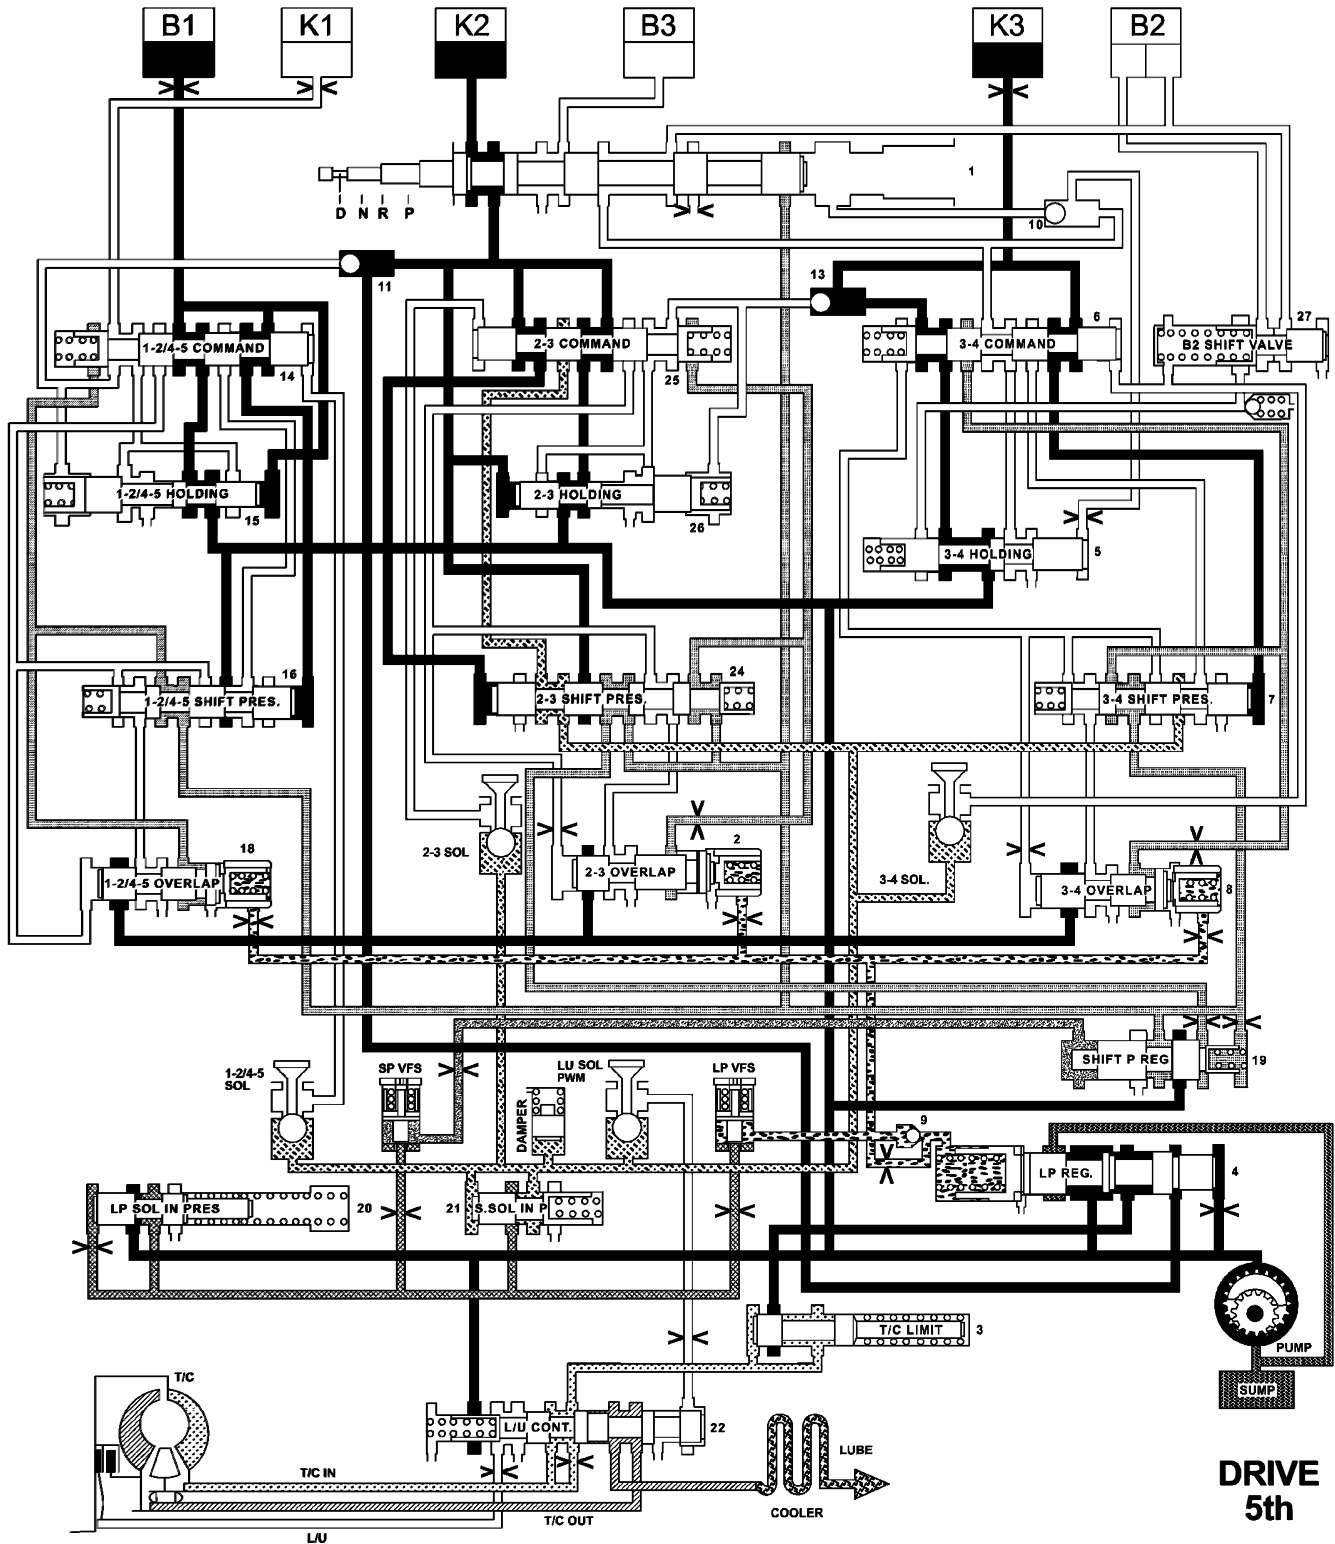 B1 K1 K2 B3 K3 B2
1
D N R P
10
11
13
6
27
1-2/4-5 COMMAND
2-3 COMMAND
3-4 COMMAND
B2 SHIFT VALVE
14
25
1-2/4-5 HOLDING
2-3 HOLDING
15
26
3-4 HOLDING
5
16
24
1-2/4-5 SHIFT PRES.
2-3 SHIFT PRES.
3-4 SHIFT PRES.
7
2
18
2-3 SOL
3-4 SOL.
1-2/4-5 OVERLAP
2-3 OVERLAP
3-4 OVERLAP
8
SHIFT P REG
19
1-2/4-5
SOL
SP VFS
LU SOL
PWM
LP VFS
DAMPER
9
LP REG.
4
LP SOL IN PRES
20
21
S.SOL IN P
T/C LIMIT
3
PUMP
SUMP
T/C
L/U CONT.
22
LUBE
T/C IN
COOLER
T/C OUT
L/U
DRIVE
5th